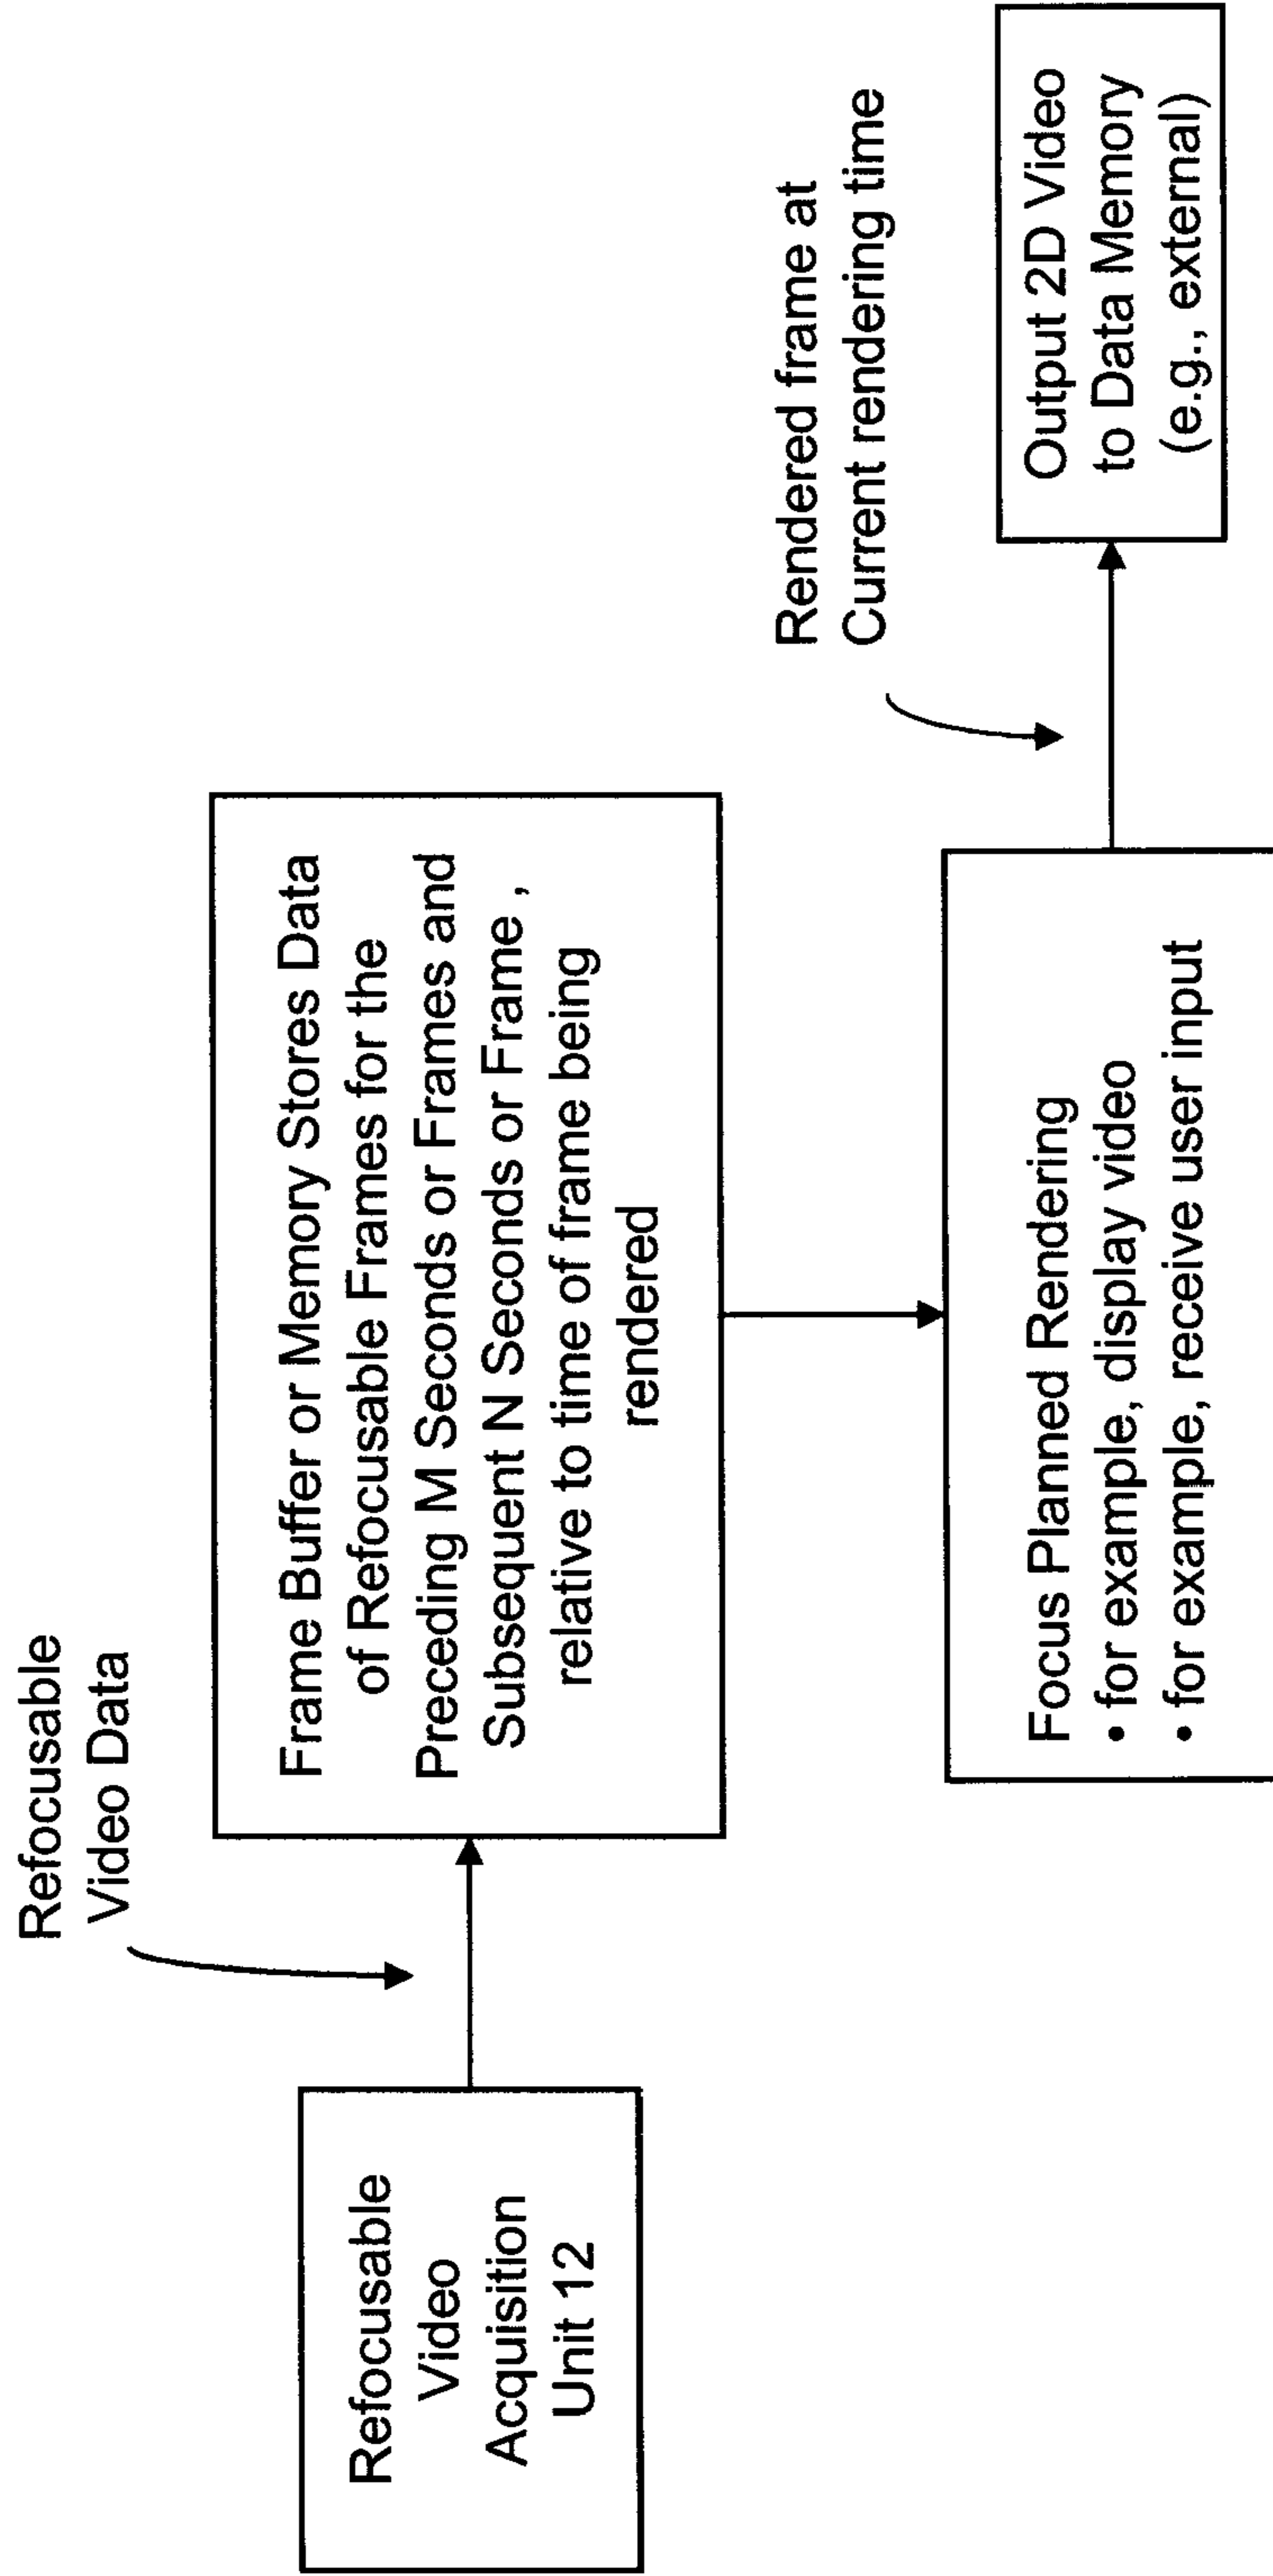 Refocusable
Video Data
Refocusable
Video
Acquisition
Unit 12
Frame Buffer or Memory Stores Data
of Refocusable Frames for the
Preceding M Seconds or Frames and
Subsequent N Seconds or Frame ,
relative to time of frame being
rendered
Rendered frame at
Current rendering time
Focus Planned Rendering
• for example, display video
• for example, receive user input
Output 2D Video
to Data Memory
(e.g., external)